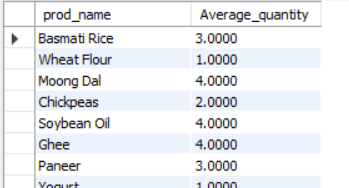 prod_name Average_quantity
Basmati Rice 3.0000
Wheat Flour 1.0000
Moong Dal 4.0000
Chickpeas 2.0000
Soybean Oil 4.0000
Ghee 4.0000
Paneer 3.0000
Yogurt 1.0000